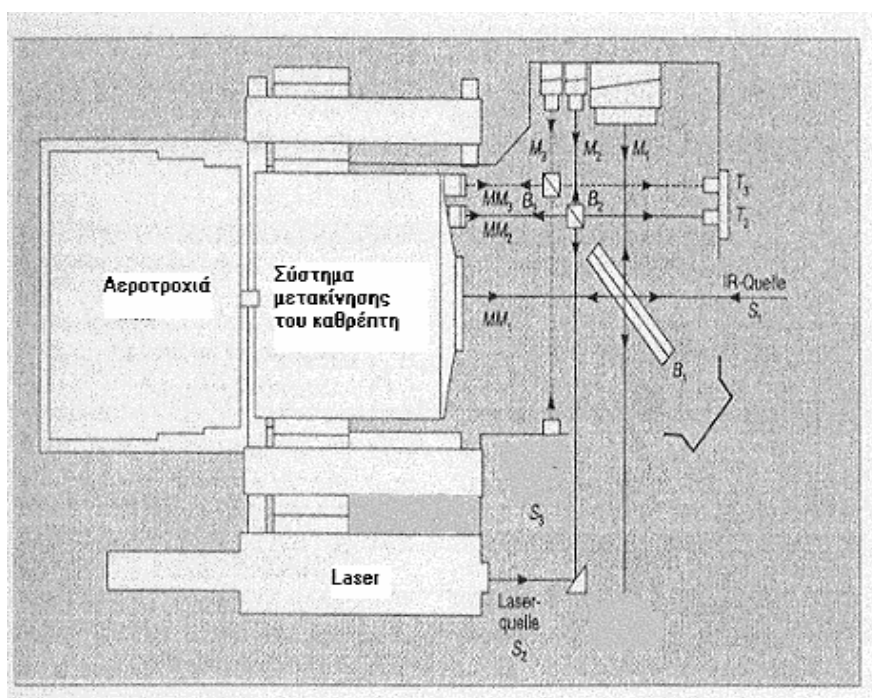 M₃
M₂
M₁
T₃
MM₃
B₃
B₂
T₂
MM₂
Αεροτροχιά
Σύστημα
μετακίνησης
του καθρέπτη
IR-Quelle
S₁
MM₁
B₁
S₃
Laser
Laser-
quelle
S₂